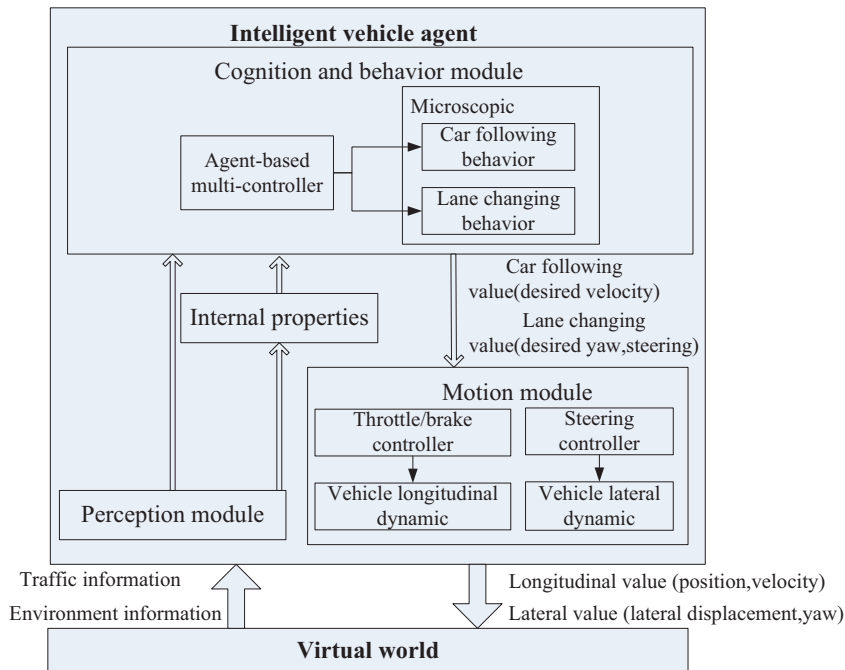 Intelligent vehicle agent
Cognition and behavior module
Microscopic
Car following
behavior
Agent-based
multi-controller
Lane changing
behavior
Car following
value(desired velocity)
Internal properties
Lane changing
value(desired yaw,steering)
Motion module
Throttle/brake
controller
Steering
controller
Vehicle longitudinal
dynamic
Vehicle lateral
dynamic
Perception module
Traffic information
Environment information
Longitudinal value (position,velocity)
Lateral value (lateral displacement,yaw)
Virtual world